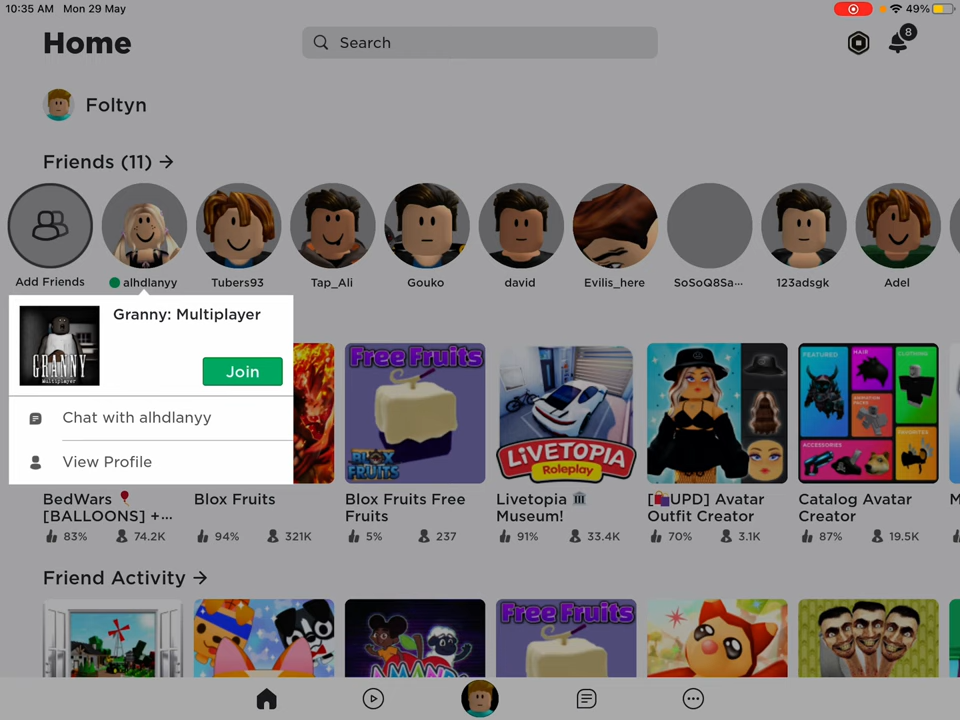 10:35 AM Mon 29 May
49%
Home
Search
8
Foltyn
Friends (11) →
Add Friends
alhdlanyy
Tubers93
Tap_Ali
Gouko
david
Evilis_here
SoSoQ8Sa...
123adsgk
Adel
Granny: Multiplayer
GRANNY
Multiplayer
Join
Chat with alhdlanyy
View Profile
Free Fruits
BLOX
FRUITS
LiVETOPiA
Roleplay
FEATURED
HAIR
CLOTHING
ANIMATION
PACKS
FAVORITES
ACCESSORIES
BedWars 🎈
[BALLOONS] +...
83% 74.2K
Blox Fruits
94% 321K
Blox Fruits Free
Fruits
5% 237
Livetopia 🏛️
Museum!
91% 33.4K
[🛍️UPD] Avatar
Outfit Creator
70% 3.1K
Catalog Avatar
Creator
87% 19.5K
M
Friend Activity →
Free Fruits
AMANDA